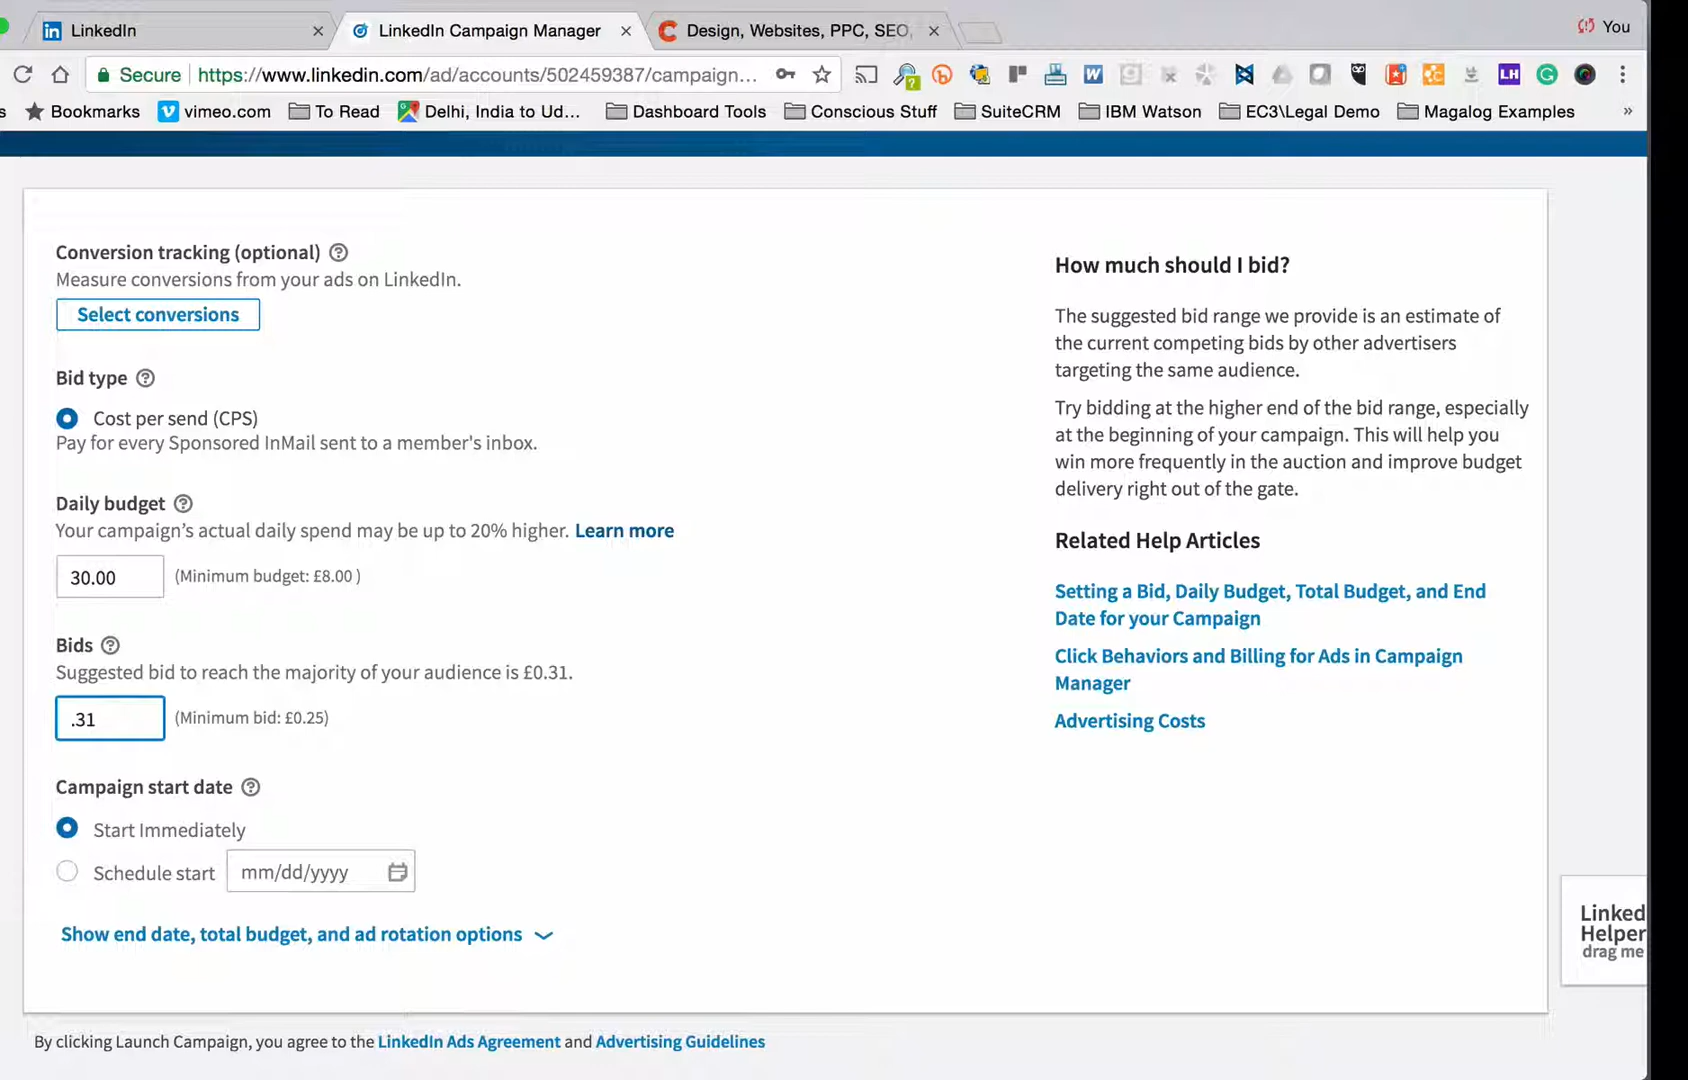 LinkedIn
LinkedIn Campaign Manager
Design, Websites, PPC, SEO,
You
Secure https://www.linkedin.com/ad/accounts/502459387/campaign...
W
LH
s Bookmarks vimeo.com To Read Delhi, India to Ud... Dashboard Tools Conscious Stuff SuiteCRM IBM Watson EC3\Legal Demo Magalog Examples »
Conversion tracking (optional)
Measure conversions from your ads on LinkedIn.
Select conversions
Bid type
Cost per send (CPS)
Pay for every Sponsored InMail sent to a member's inbox.
Daily budget
Your campaign's actual daily spend may be up to 20% higher. Learn more
30.00 (Minimum budget: £8.00 )
Bids
Suggested bid to reach the majority of your audience is £0.31.
.31 (Minimum bid: £0.25)
Campaign start date
Start Immediately
Schedule start mm/dd/yyyy
Show end date, total budget, and ad rotation options
How much should I bid?
The suggested bid range we provide is an estimate of
the current competing bids by other advertisers
targeting the same audience.
Try bidding at the higher end of the bid range, especially
at the beginning of your campaign. This will help you
win more frequently in the auction and improve budget
delivery right out of the gate.
Related Help Articles
Setting a Bid, Daily Budget, Total Budget, and End
Date for your Campaign
Click Behaviors and Billing for Ads in Campaign
Manager
Advertising Costs
Linked
Helper
drag me
By clicking Launch Campaign, you agree to the LinkedIn Ads Agreement and Advertising Guidelines